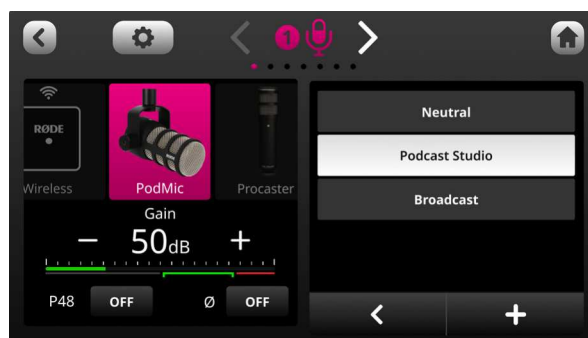 1
RØDE
Wireless
PodMic
Procaster
Gain
− 50dB +
P48 OFF Ø OFF
Neutral
Podcast Studio
Broadcast